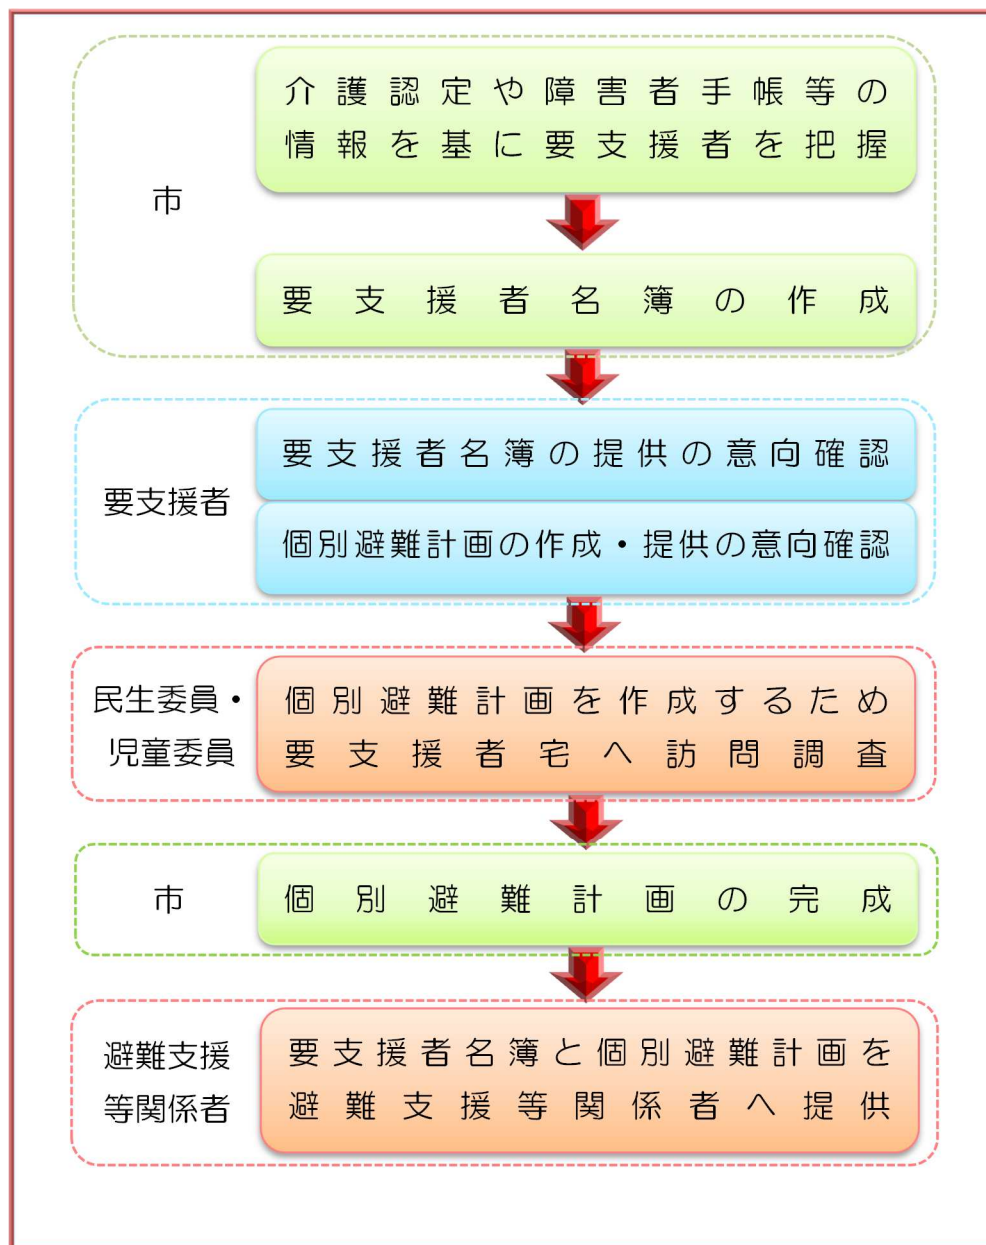 市
介護認定や障害者手帳等の
情報を基に要支援者を把握
要支援者名簿の作成
要支援者
要支援者名簿の提供の意向確認
個別避難計画の作成・提供の意向確認
民生委員・
児童委員
個別避難計画を作成するため
要支援者宅へ訪問調査
市
個別避難計画の完成
避難支援
等関係者
要支援者名簿と個別避難計画を
避難支援等関係者へ提供